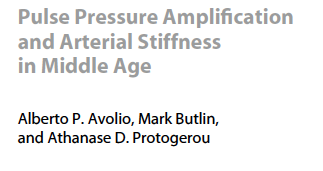 Pulse Pressure Amplification
and Arterial Stiffness
in Middle Age
Alberto P. Avolio, Mark Butlin,
and Athanase D. Protogerou